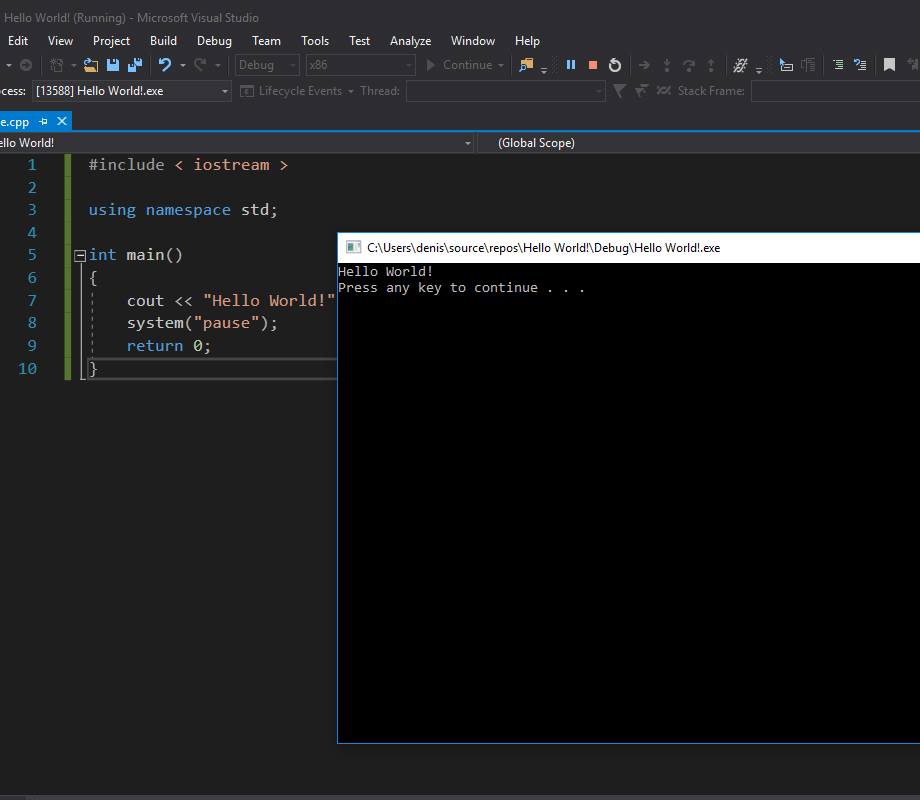 Hello World! (Running) - Microsoft Visual Studio
Edit View Project Build Debug Team Tools Test Analyze Window Help
Debug x86 Continue
cess: [13588] Hello World!.exe Lifecycle Events Thread: Stack Frame:
e.cpp
ello World! (Global Scope)
1 #include < iostream >
2
3 using namespace std;
4
5 int main()
6 {
7 cout << "Hello World!"
8 system("pause");
9 return 0;
10 }
C:\Users\denis\source\repos\Hello World!\Debug\Hello World!.exe
Hello World!
Press any key to continue . . .